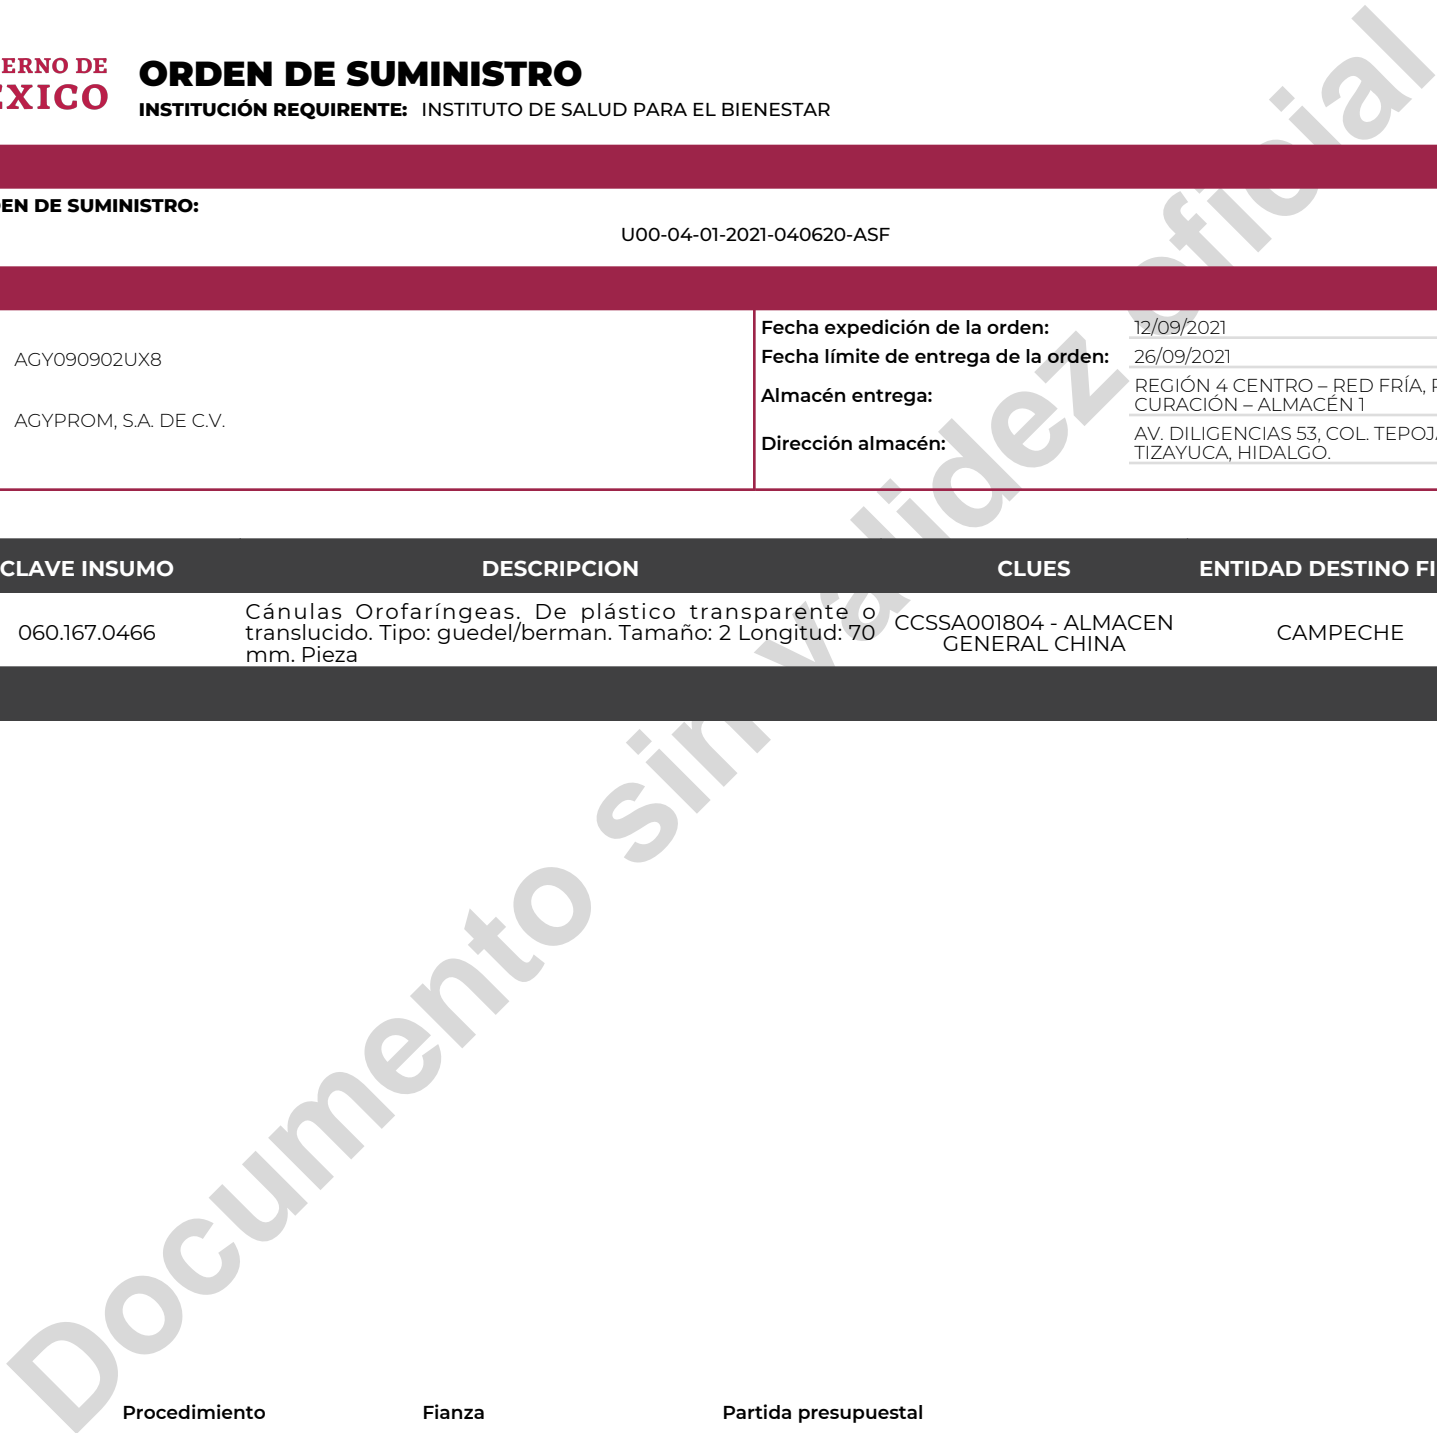 ERNO DE
ÉXICO
ORDEN DE SUMINISTRO
INSTITUCIÓN REQUIRENTE: INSTITUTO DE SALUD PARA EL BIENESTAR
EN DE SUMINISTRO:
U00-04-01-2021-040620-ASF
AGY090902UX8
AGYPROM, S.A. DE C.V.
Fecha expedición de la orden: 12/09/2021
Fecha límite de entrega de la orden: 26/09/2021
Almacén entrega: REGIÓN 4 CENTRO – RED FRÍA,
CURACIÓN – ALMACÉN 1
Dirección almacén: AV. DILIGENCIAS 53, COL. TEPOJA
TIZAYUCA, HIDALGO.
CLAVE INSUMO DESCRIPCION CLUES ENTIDAD DESTINO FI
060.167.0466
Cánulas Orofaríngeas. De plástico transparente o
translucido. Tipo: guedel/berman. Tamaño: 2 Longitud: 70
mm. Pieza
CCSSA001804 - ALMACEN
GENERAL CHINA
CAMPECHE
Documento sin validez oficial
Procedimiento Fianza Partida presupuestal